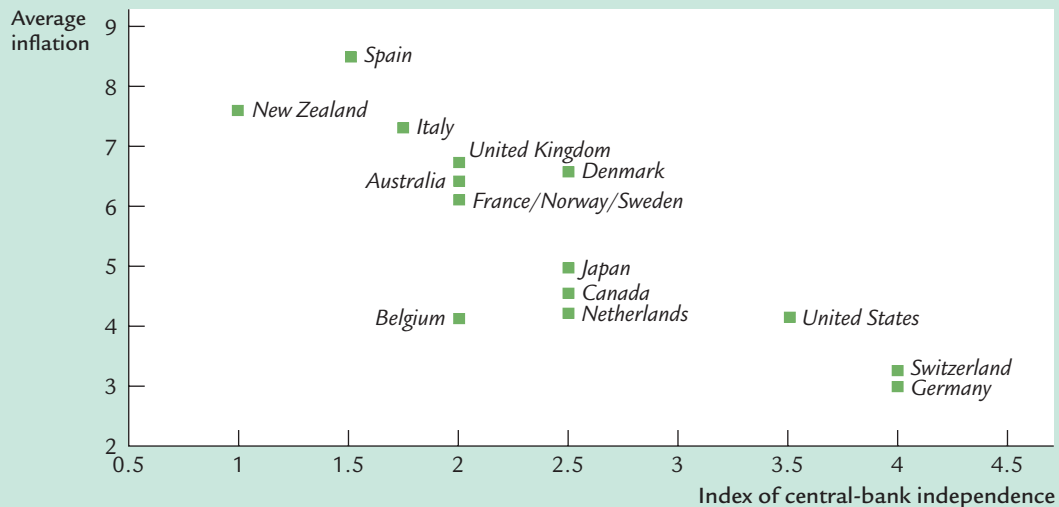 Average
inflation
9
8
7
6
5
4
3
2
Spain
New Zealand
Italy
United Kingdom
Denmark
Australia
France/Norway/Sweden
Japan
Canada
Belgium
Netherlands
United States
Switzerland
Germany
0.5 1 1.5 2 2.5 3 3.5 4 4.5
Index of central-bank independence